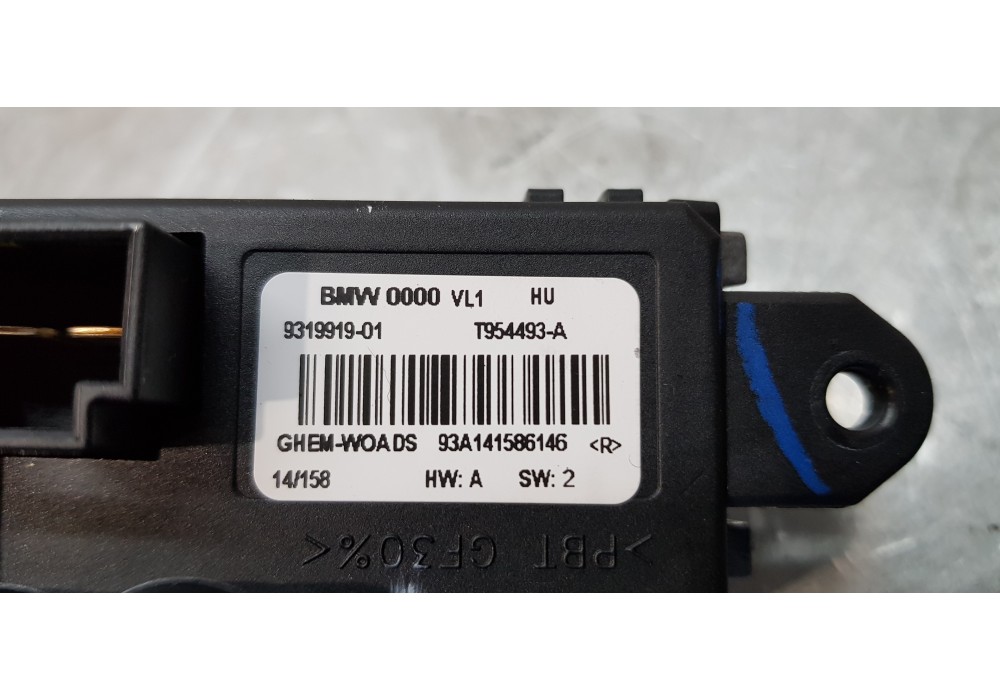 BMW 0000 VL1 HU
9319919-01 T954493-A
GHEM-WOADS 93A141586146 <R>
14/158 HW: A SW: 2
>PBT GF30%<